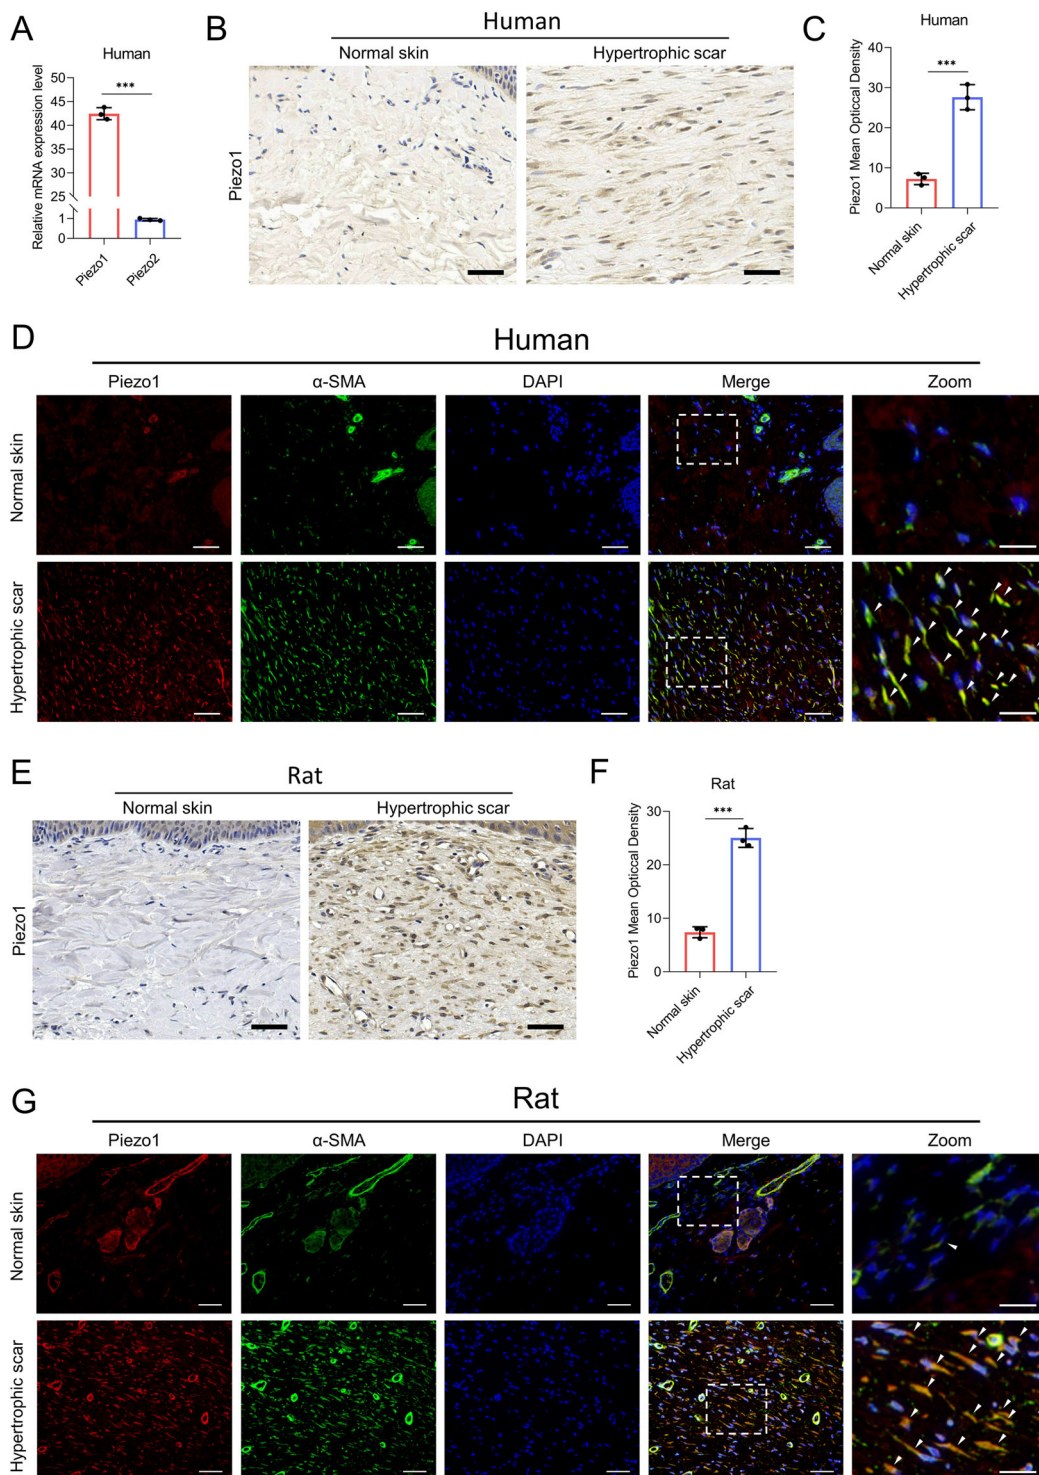 A
Human
***
Relative mRNA expression level
50
45
40
35
30
25
1
0
Piezo1
Piezo2
B
Human
Normal skin
Hypertrophic scar
Piezo1
C
Human
***
Piezo1 Mean Opticcal Density
40
30
20
10
0
Normal skin
Hypertrophic scar
D
Human
Piezo1
α-SMA
DAPI
Merge
Zoom
Normal skin
Hypertrophic scar
E
Rat
Normal skin
Hypertrophic scar
Piezo1
F
Rat
***
Piezo1 Mean Opticcal Density
30
20
10
0
Normal skin
Hypertrophic scar
G
Rat
Piezo1
α-SMA
DAPI
Merge
Zoom
Normal skin
Hypertrophic scar